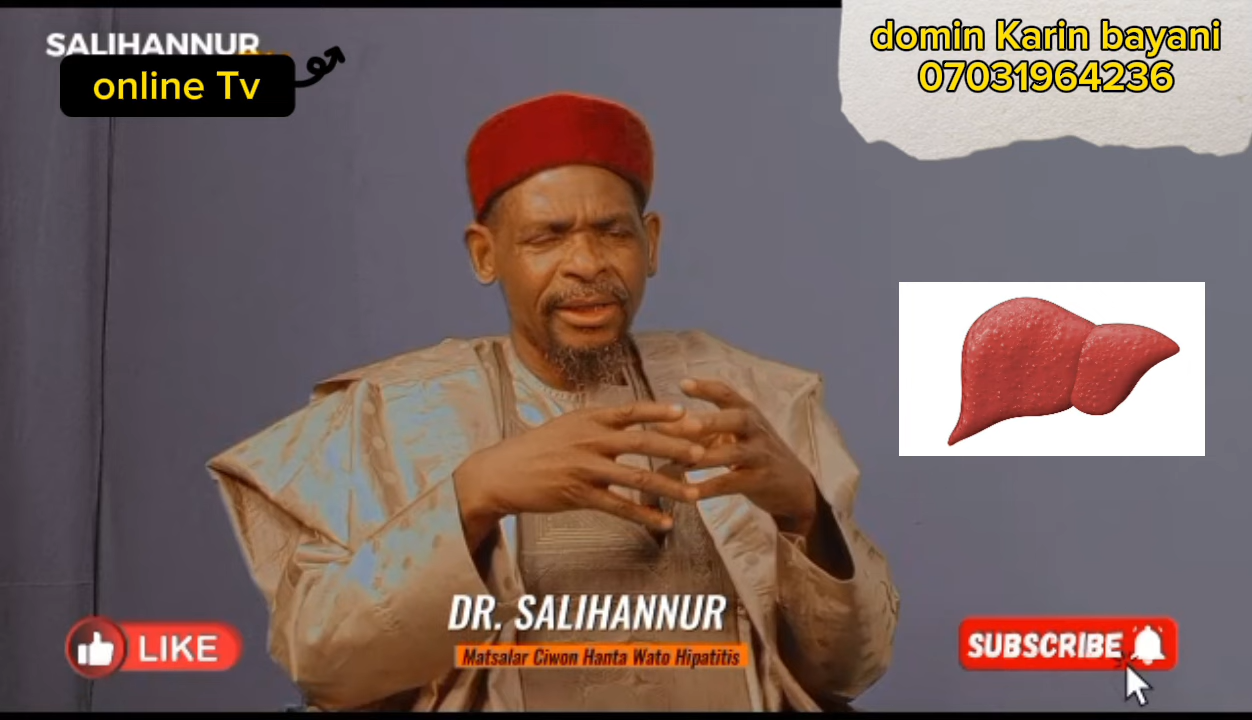 SALIHANNUR
online Tv
domin Karin bayani
07031964236
DR. SALIHANNUR
Matsalar Ciwon Hanta Wato Hipatitis
LIKE
SUBSCRIBE